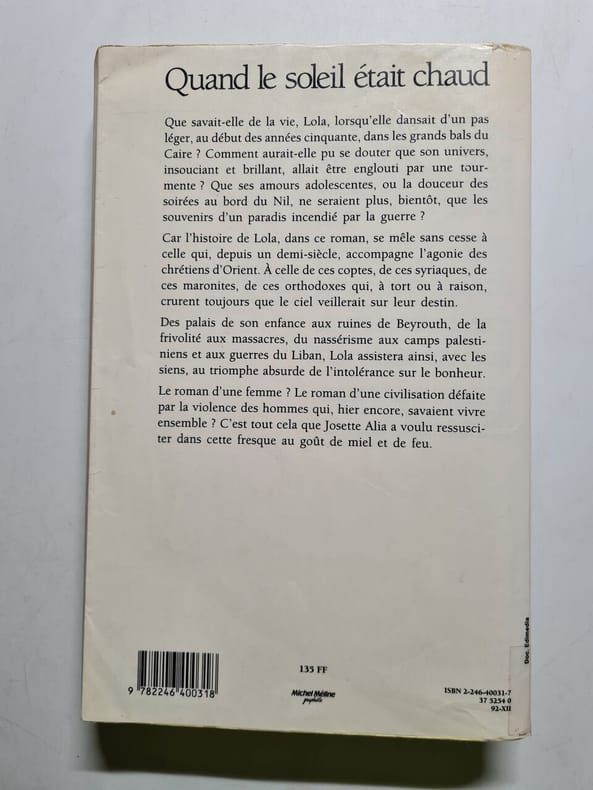 Quand le soleil était chaud
Que savait-elle de la vie, Lola, lorsqu'elle dansait d'un pas
léger, au début des années cinquante, dans les grands bals du
Caire ? Comment aurait-elle pu se douter que son univers,
insouciant et brillant, allait être englouti par une tour-
mente ? Que ses amours adolescentes, ou la douceur des
soirées au bord du Nil, ne seraient plus, bientôt, que les
souvenirs d'un paradis incendié par la guerre ?
Car l'histoire de Lola, dans ce roman, se mêle sans cesse à
celle qui, depuis un demi-siècle, accompagne l'agonie des
chrétiens d'Orient. À celle de ces coptes, de ces syriaques, de
ces maronites, de ces orthodoxes qui, à tort ou à raison,
crurent toujours que le ciel veillerait sur leur destin.
Des palais de son enfance aux ruines de Beyrouth, de la
frivolité aux massacres, du nassérisme aux camps palesti-
niens et aux guerres du Liban, Lola assistera ainsi, avec les
siens, au triomphe absurde de l'intolérance sur le bonheur.
Le roman d'une femme ? Le roman d'une civilisation défaite
par la violence des hommes qui, hier encore, savaient vivre
ensemble ? C'est tout cela que Josette Alia a voulu ressusci-
ter dans cette fresque au goût de miel et de feu.
Doc. Edimedia
9 782246 400318
135 FF
Michel Méline
graphiste
ISBN 2-246-40031-7
37 5254 0
92-XII